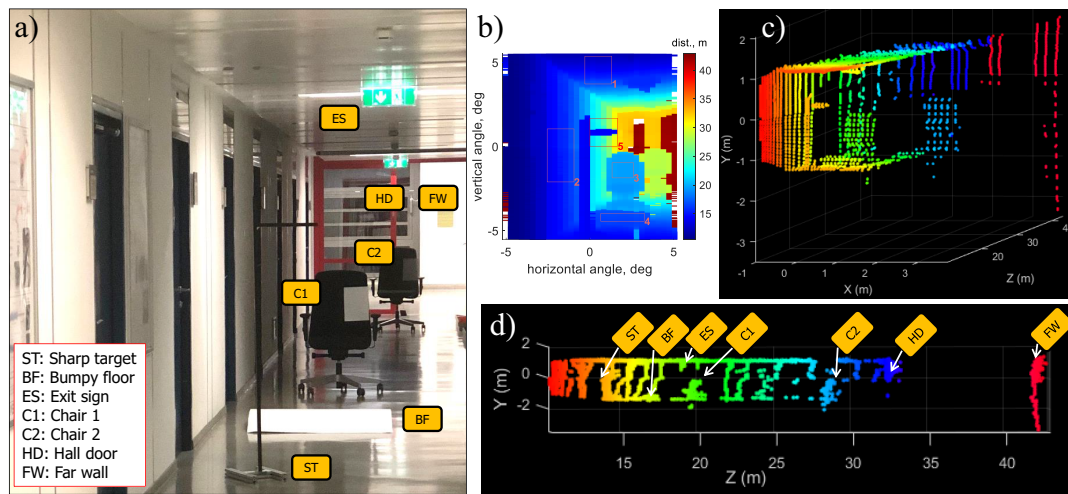 a)
ES
HD
FW
C2
C1
BF
ST
ST: Sharp target
BF: Bumpy floor
ES: Exit sign
C1: Chair 1
C2: Chair 2
HD: Hall door
FW: Far wall
b)
dist., m
5
0
-5
vertical angle, deg
-5
0
5
horizontal angle, deg
1
2
3
4
5
40
35
30
25
20
15
c)
2
1
0
-1
-2
-3
Y (m)
-1
0
1
2
3
X (m)
20
30
4
Z (m)
d)
ST
BF
ES
C1
C2
HD
FW
2
0
-2
Y (m)
15
20
25
30
35
40
Z (m)